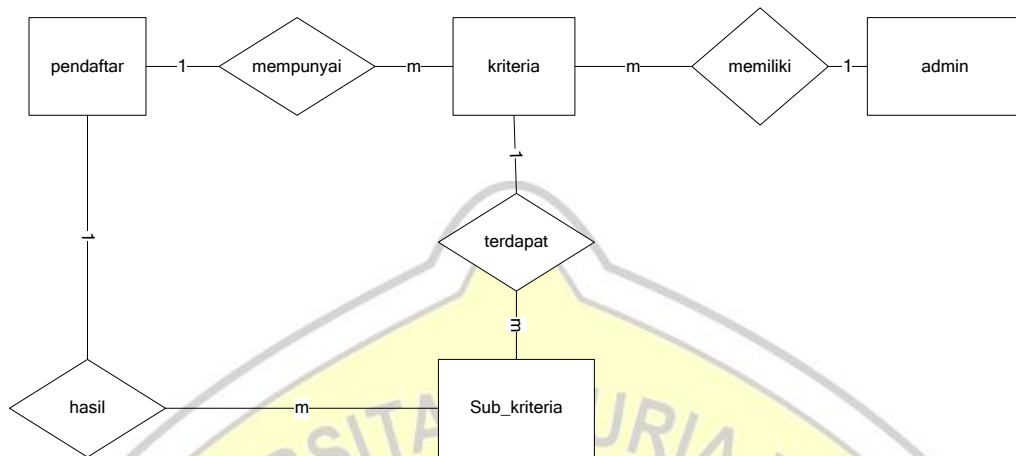 pendaftar
1
mempunyai
m
kriteria
m
memiliki
1
admin
1
terdapat
m
1
hasil
m
Sub_kriteria